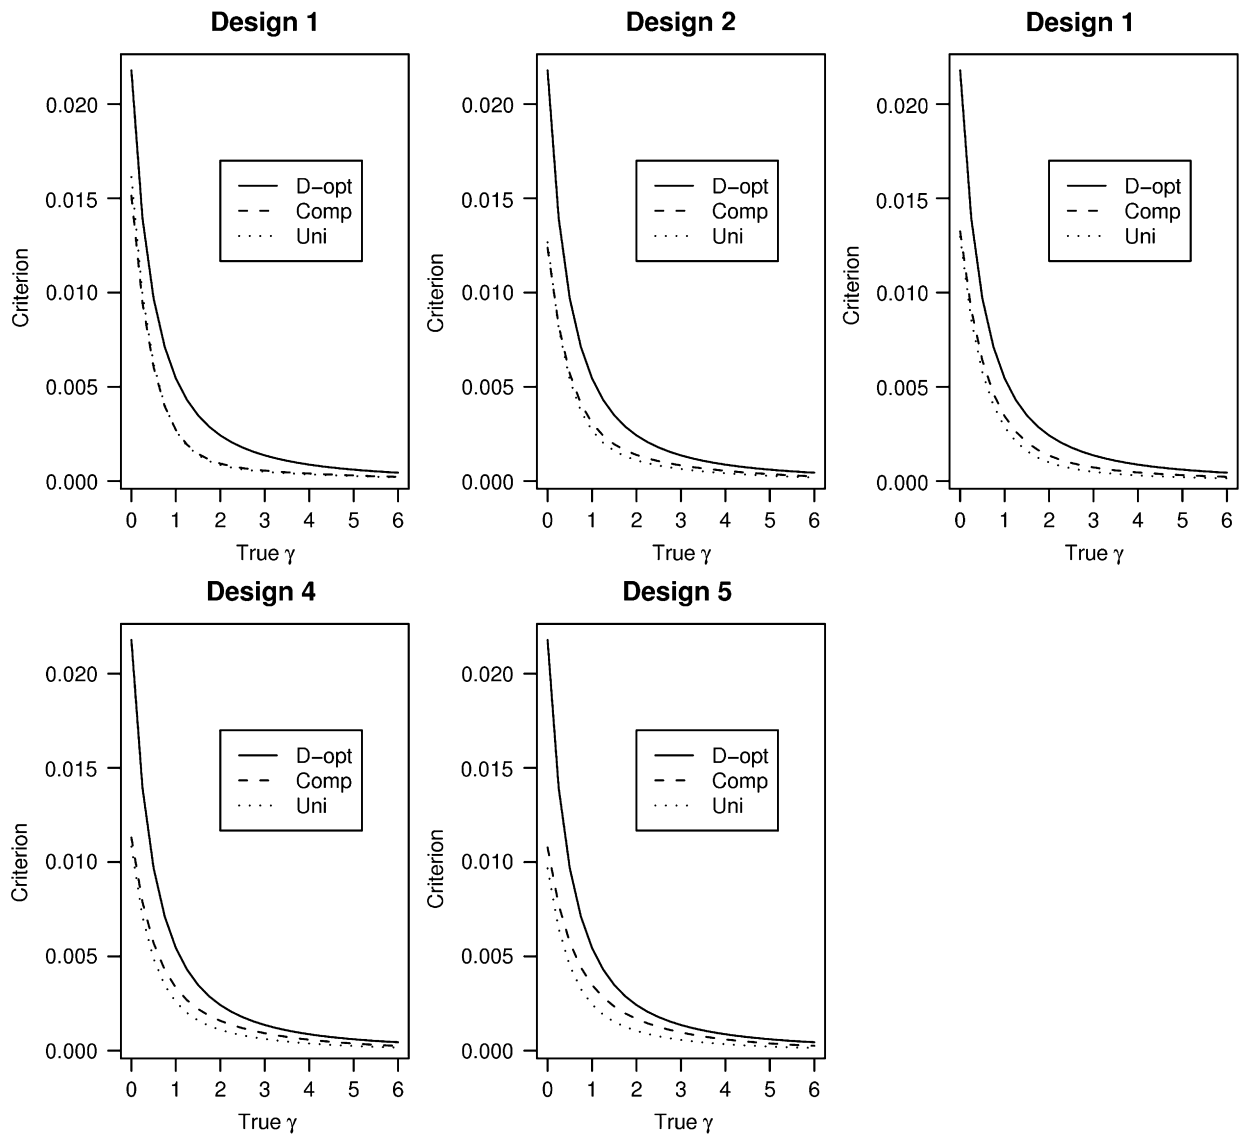 Design 1
0.020
0.015
0.010
0.005
0.000
Criterion
D−opt
Comp
Uni
0 1 2 3 4 5 6
True γ
Design 2
0.020
0.015
0.010
0.005
0.000
Criterion
D−opt
Comp
Uni
0 1 2 3 4 5 6
True γ
Design 1
0.020
0.015
0.010
0.005
0.000
Criterion
D−opt
Comp
Uni
0 1 2 3 4 5 6
True γ
Design 4
0.020
0.015
0.010
0.005
0.000
Criterion
D−opt
Comp
Uni
0 1 2 3 4 5 6
True γ
Design 5
0.020
0.015
0.010
0.005
0.000
Criterion
D−opt
Comp
Uni
0 1 2 3 4 5 6
True γ